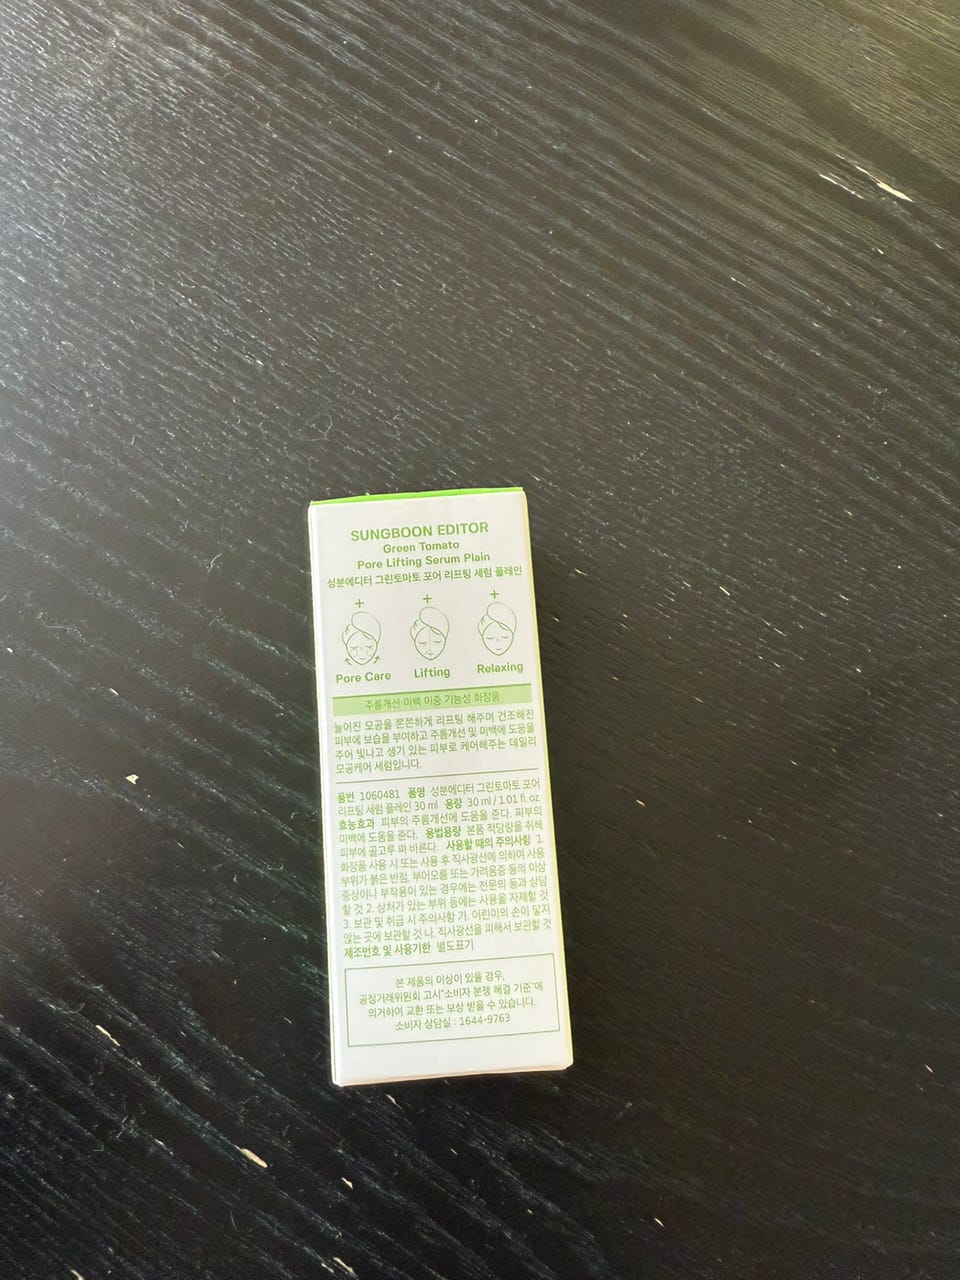 SUNGBOON EDITOR
Green Tomato
Pore Lifting Serum Plain
성분에디터 그린토마토 포어 리프팅 세럼 플레인
+ + +
Pore Care Lifting Relaxing
주름개선·미백 이중 기능성 화장품
늘어진 모공을 쫀쫀하게 리프팅 해주며 건조해진
피부에 보습을 부여하고 주름개선 및 미백에 도움을
주어 빛나고 생기 있는 피부로 케어해주는 데일리
모공케어 세럼입니다.
품번 1060481 품명 성분에디터 그린토마토 포어
리프팅 세럼 플레인 30 ml 용량 30 ml / 1.01 fl. oz.
효능효과 피부의 주름개선에 도움을 준다. 피부의
미백에 도움을 준다. 용법용량 본품 적당량을 취해
피부에 골고루 펴 바른다. 사용할 때의 주의사항 1.
화장품 사용 시 또는 사용 후 직사광선에 의하여 사용
부위가 붉은 반점, 부어오름 또는 가려움증 등의 이상
증상이나 부작용이 있는 경우에는 전문의 등과 상담
할 것 2. 상처가 있는 부위 등에는 사용을 자제할 것
3. 보관 및 취급 시 주의사항 가. 어린이의 손이 닿지
않는 곳에 보관할 것 나. 직사광선을 피해서 보관할 것
제조번호 및 사용기한 별도표기
본 제품의 이상이 있을 경우,
공정거래위원회 고시"소비자 분쟁 해결 기준"에
의거하여 교환 또는 보상 받을 수 있습니다.
소비자 상담실 : 1644-9763